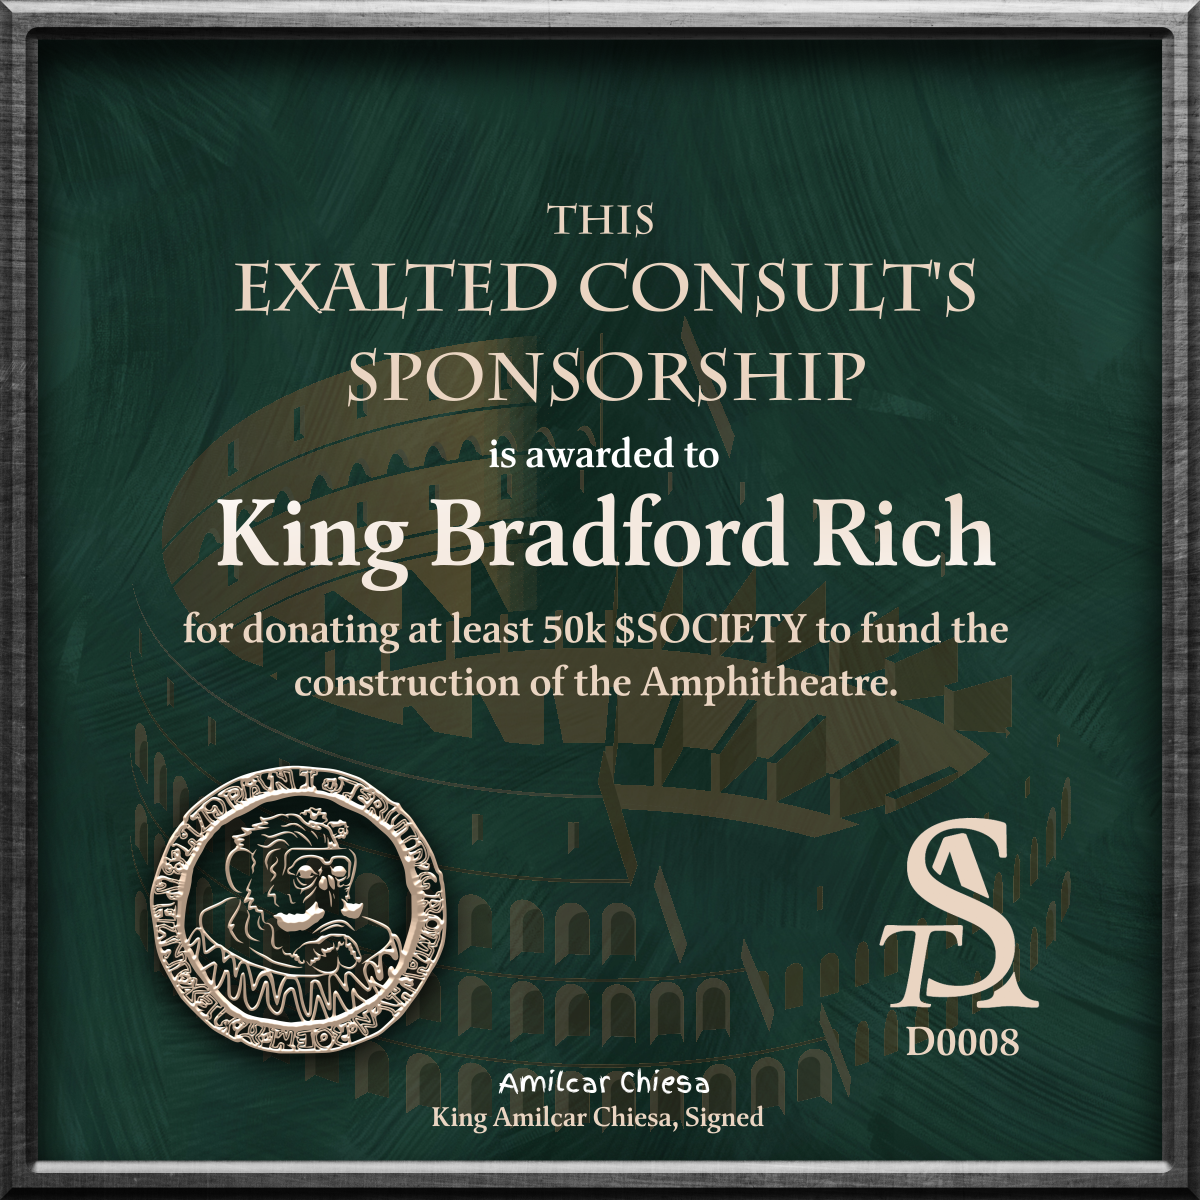 THIS
EXALTED CONSULT'S
SPONSORSHIP
is awarded to
King Bradford Rich
for donating at least 50k $SOCIETY to fund the
construction of the Amphitheatre.
D0008
Amilcar Chiesa
King Amilcar Chiesa, Signed